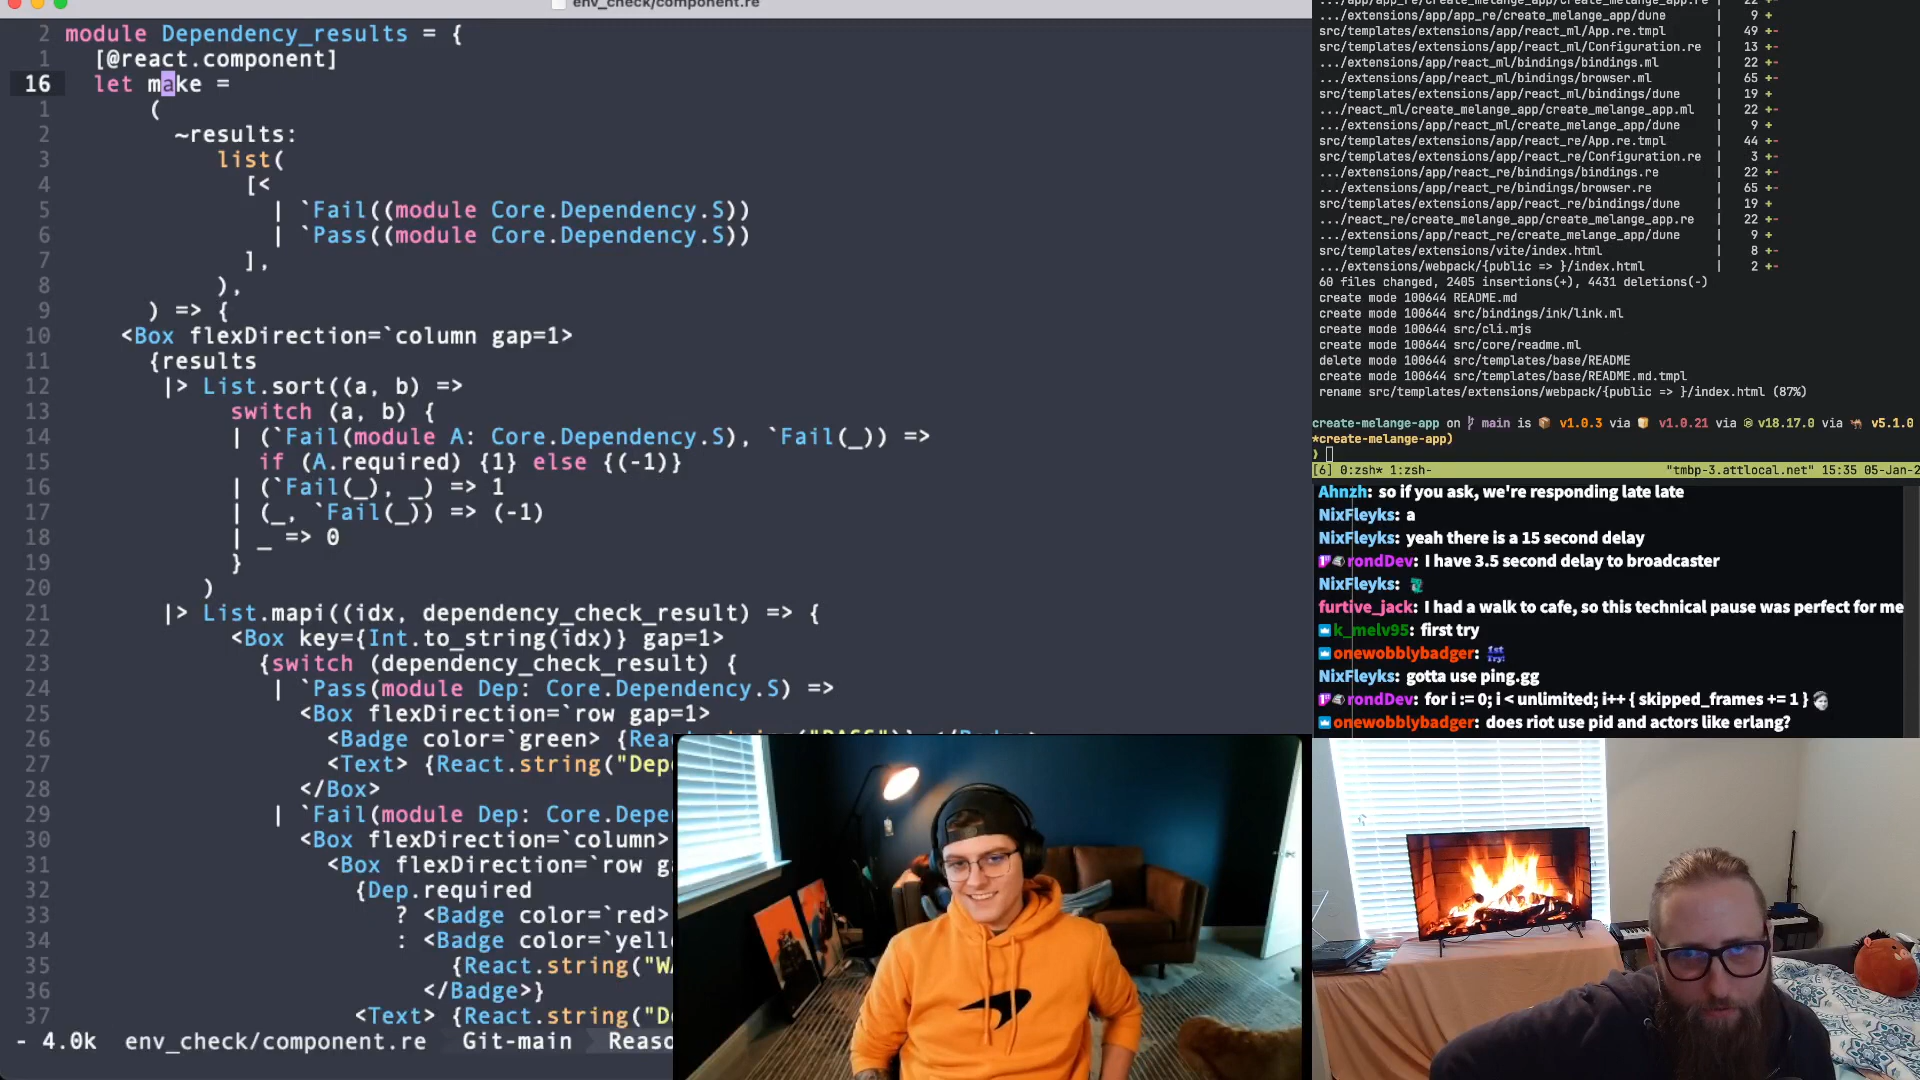 env_check/component.re
2 module Dependency_results = {
1 [@react.component]
16 let make =
1 (
2 ~results:
3 list(
4 [<
5 | `Fail((module Core.Dependency.S))
6 | `Pass((module Core.Dependency.S))
7 ],
8 ),
9 ) => {
10 <Box flexDirection=`column gap=1>
11 {results
12 |> List.sort((a, b) =>
13 switch (a, b) {
14 | (`Fail(module A: Core.Dependency.S), `Fail(_)) =>
15 if (A.required) {1} else {(-1)}
16 | (`Fail(_), _) => 1
17 | (_, `Fail(_)) => (-1)
18 | _ => 0
19 }
20 )
21 |> List.mapi((idx, dependency_check_result) => {
22 <Box key={Int.to_string(idx)} gap=1>
23 {switch (dependency_check_result) {
24 | `Pass(module Dep: Core.Dependency.S) =>
25 <Box flexDirection=`row gap=1>
26 <Badge color=`green> {Rea
27 <Text> {React.string("Dep
28 </Box>
29 | `Fail(module Dep: Core.Depe
30 <Box flexDirection=`column>
31 <Box flexDirection=`row g
32 {Dep.required
33 ? <Badge color=`red>
34 : <Badge color=`yell
35 {React.string("W
36 </Badge>}
37 <Text> {React.string("D
- 4.0k env_check/component.re Git-main Reaso
.../extensions/app/app_re/create_melange_app/dune | 9 +
src/templates/extensions/app/react_ml/App.re.tmpl | 49 +-
src/templates/extensions/app/react_ml/Configuration.re | 13 +-
.../extensions/app/react_ml/bindings/bindings.ml | 22 +-
.../extensions/app/react_ml/bindings/browser.ml | 65 +-
src/templates/extensions/app/react_ml/bindings/dune | 19 +
.../react_ml/create_melange_app/create_melange_app.ml | 22 +-
.../extensions/app/react_ml/create_melange_app/dune | 9 +
src/templates/extensions/app/react_re/App.re.tmpl | 44 +-
src/templates/extensions/app/react_re/Configuration.re | 3 +-
.../extensions/app/react_re/bindings/bindings.re | 22 +-
.../extensions/app/react_re/bindings/browser.re | 65 +-
src/templates/extensions/app/react_re/bindings/dune | 19 +-
.../react_re/create_melange_app/create_melange_app.re | 22 +-
.../extensions/app/react_re/create_melange_app/dune | 9 +-
src/templates/extensions/vite/index.html | 8 +-
.../extensions/webpack/{public => }/index.html | 2 +-
60 files changed, 2405 insertions(+), 4431 deletions(-)
create mode 100644 README.md
create mode 100644 src/bindings/ink/link.ml
create mode 100644 src/cli.mjs
create mode 100644 src/core/readme.ml
delete mode 100644 src/templates/base/README
create mode 100644 src/templates/base/README.md.tmpl
rename src/templates/extensions/webpack/{public => }/index.html (87%)
create-melange-app on main is v1.0.3 via v1.0.21 via v18.17.0 via v5.1.0
*create-melange-app)
[6] 0:zsh* 1:zsh- "tmbp-3.attlocal.net" 15:35 05-Jan-2
Ahnzh: so if you ask, we're responding late late
NixFleyks: a
NixFleyks: yeah there is a 15 second delay
rondDev: I have 3.5 second delay to broadcaster
NixFleyks:
furtive_jack: I had a walk to cafe, so this technical pause was perfect for me
k_melv95: first try
onewobblybadger: 1st Try!
NixFleyks: gotta use ping.gg
rondDev: for i := 0; i < unlimited; i++ { skipped_frames += 1 }
onewobblybadger: does riot use pid and actors like erlang?